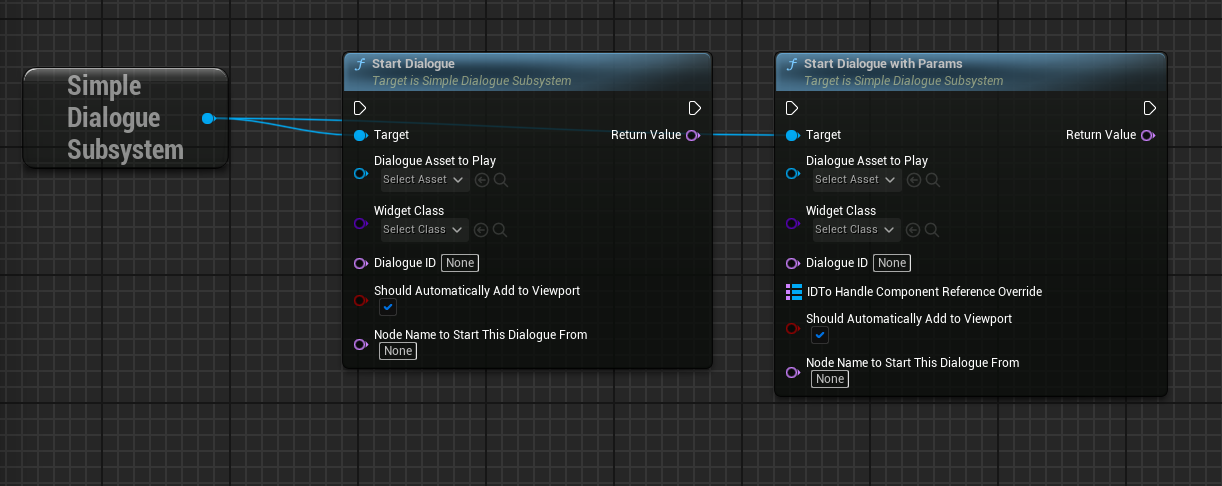 Simple
Dialogue
Subsystem
Start Dialogue
Target is Simple Dialogue Subsystem
Target
Return Value
Dialogue Asset to Play
Select Asset
Widget Class
Select Class
Dialogue ID
None
Should Automatically Add to Viewport
Node Name to Start This Dialogue From
None
Start Dialogue with Params
Target is Simple Dialogue Subsystem
Target
Return Value
Dialogue Asset to Play
Select Asset
Widget Class
Select Class
Dialogue ID
None
IDTo Handle Component Reference Override
Should Automatically Add to Viewport
Node Name to Start This Dialogue From
None